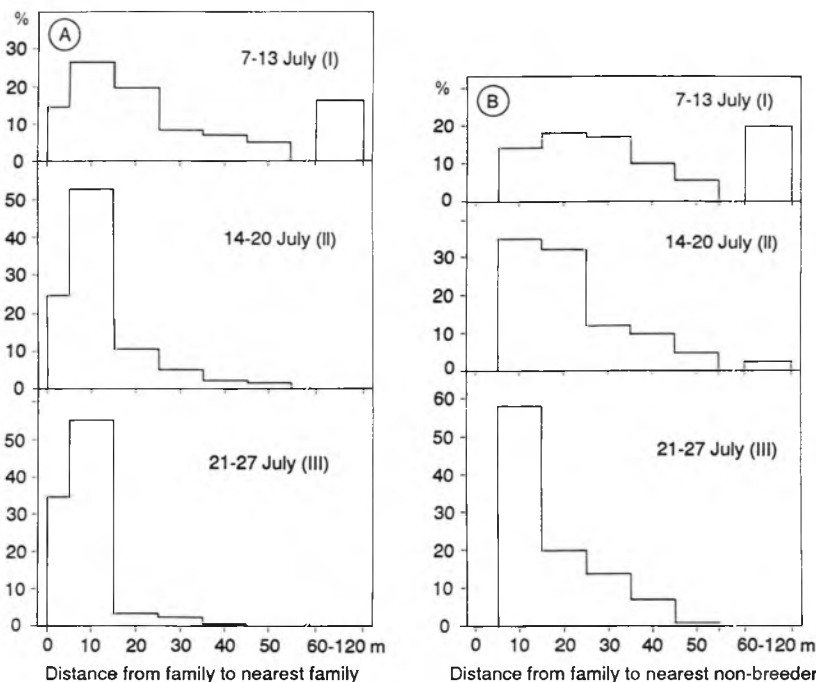 %
A
7-13 July (I)
30
20
10
0
14-20 July (II)
50
40
30
20
10
0
21-27 July (III)
50
40
30
20
10
0
0 10 20 30 40 50 60-120 m
Distance from family to nearest family
%
B
7-13 July (I)
20
10
0
14-20 July (II)
30
20
10
0
21-27 July (III)
60
50
40
30
20
10
0
0 10 20 30 40 50 60-120 m
Distance from family to nearest non-breeder